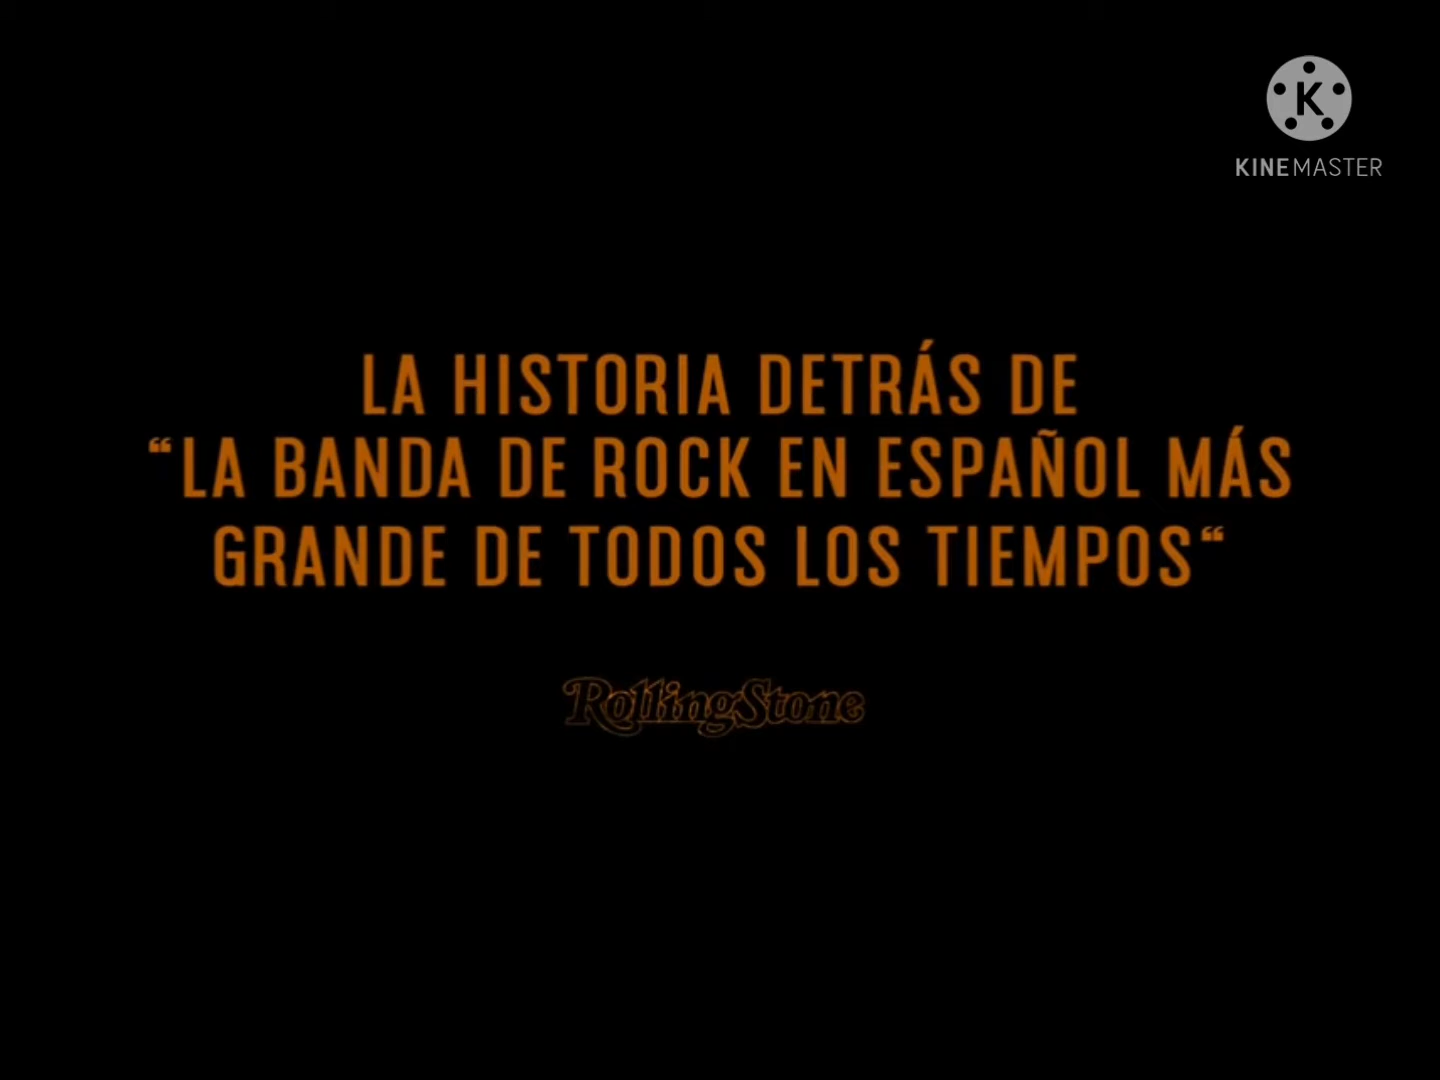 K
KINEMASTER
LA HISTORIA DETRÁS DE
“LA BANDA DE ROCK EN ESPAÑOL MÁS
GRANDE DE TODOS LOS TIEMPOS“
RollingStone